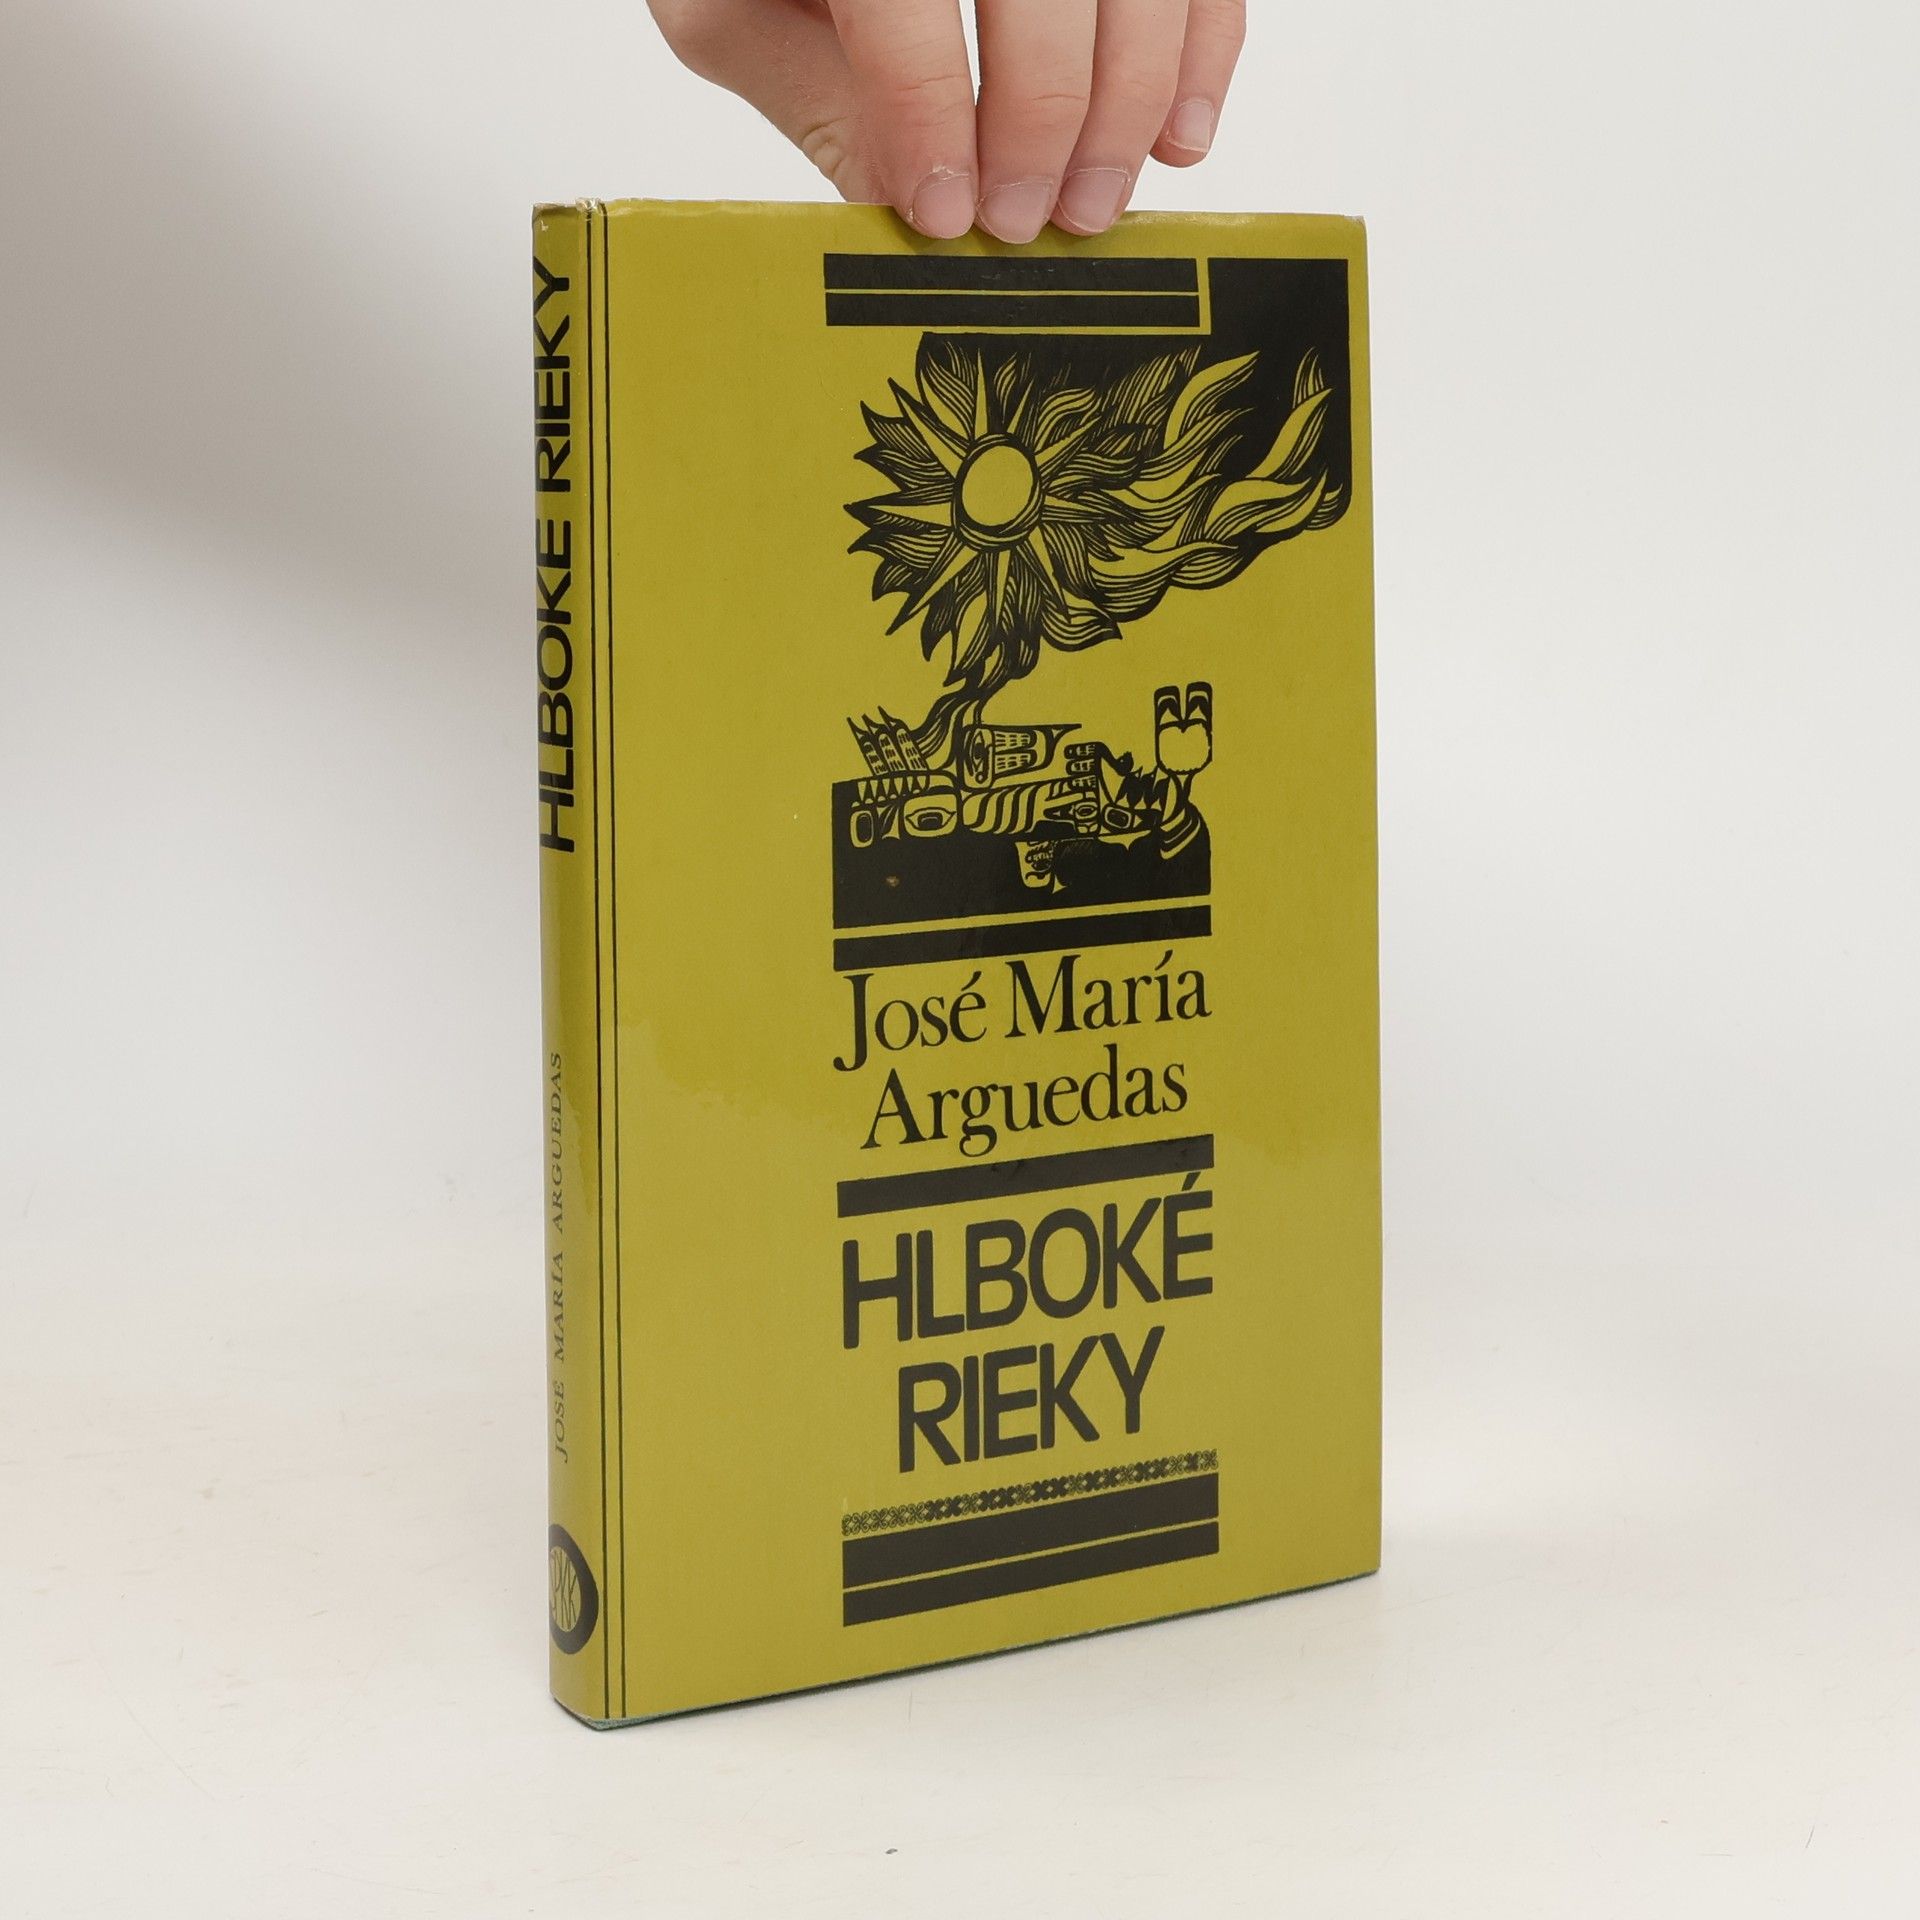 HLBOKÉ RIEKY
JOSÉ MARÍA ARGUEDAS
José María
Arguedas
HLBOKÉ
RIEKY